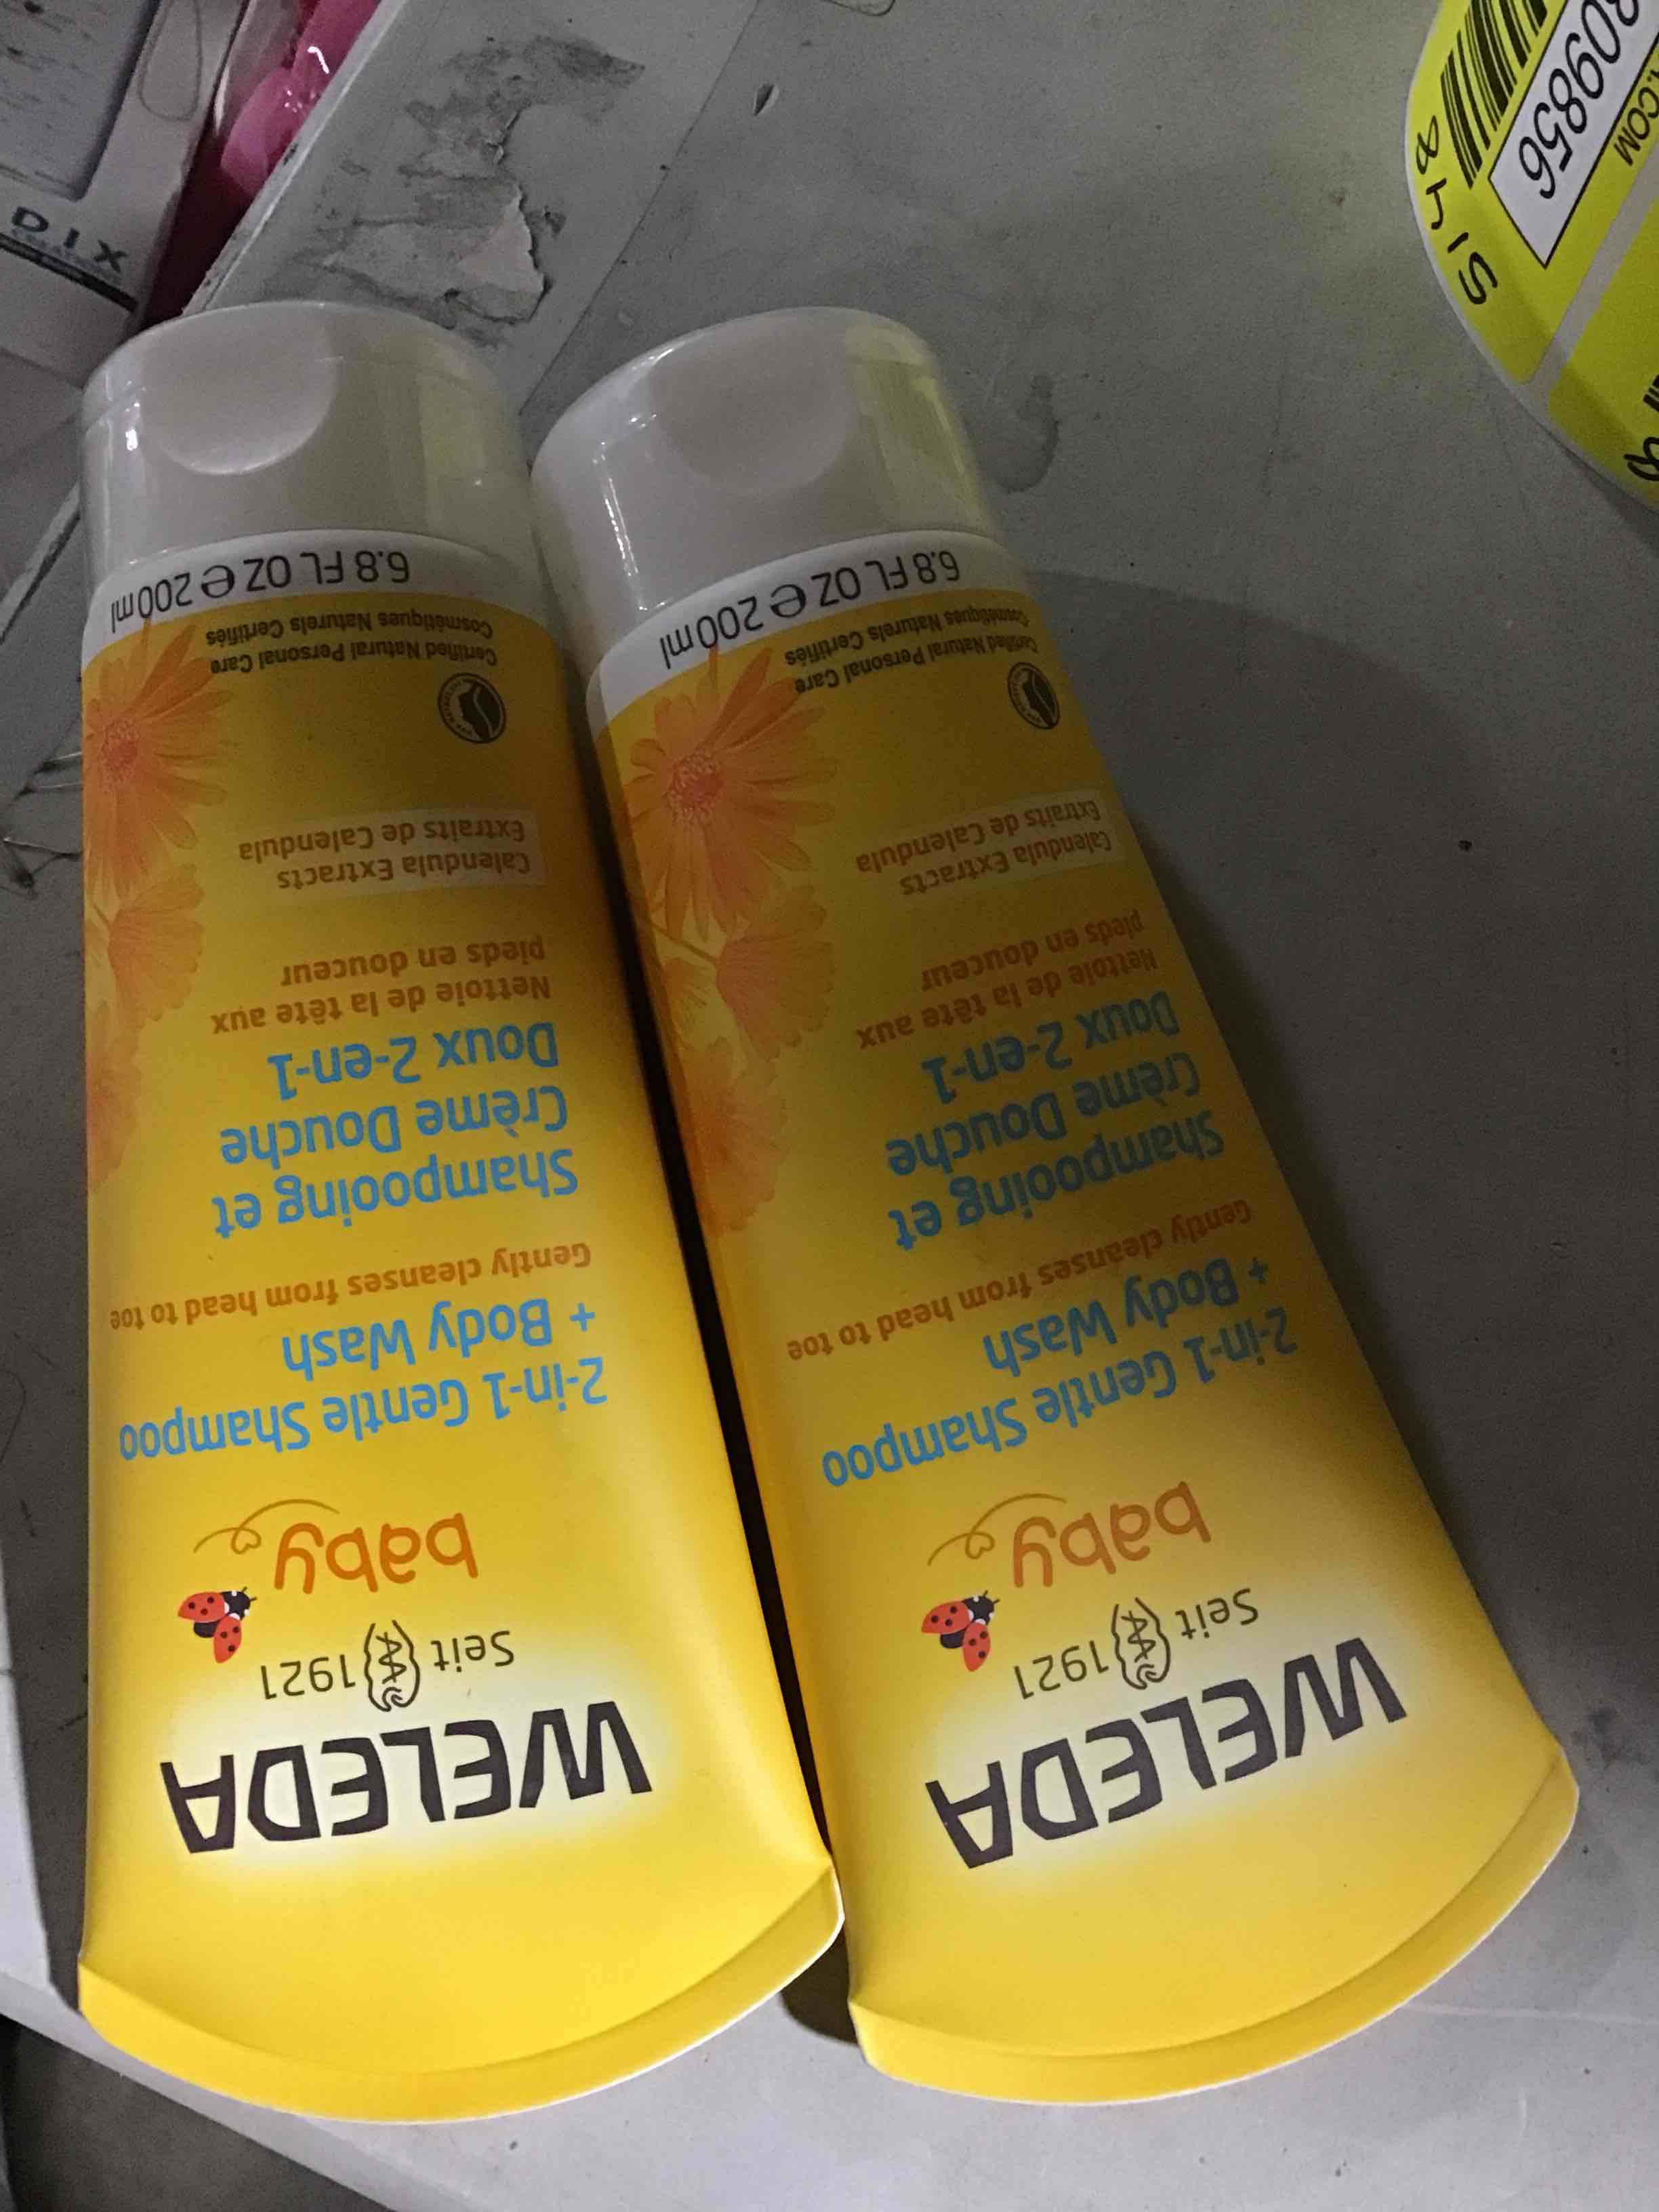 WELEDA
Seit 1921
baby
2-in-1 Gentle Shampoo
+ Body Wash
Gently cleanses from head to toe
Shampooing et
Crème Douche
Doux 2-en-1
Nettoie de la tête aux
pieds en douceur
Calendula Extracts
Extraits de Calendula
Certified Natural Personal Care
Cosmétiques Naturels Certifiés
6.8 FL OZ e 200 ml
WELEDA
Seit 1921
baby
2-in-1 Gentle Shampoo
+ Body Wash
Gently cleanses from head to toe
Shampooing et
Crème Douche
Doux 2-en-1
Nettoie de la tête aux
pieds en douceur
Calendula Extracts
Extraits de Calendula
Certified Natural Personal Care
Cosmétiques Naturels Certifiés
6.8 FL OZ e 200 ml
DIX
809856
.COM